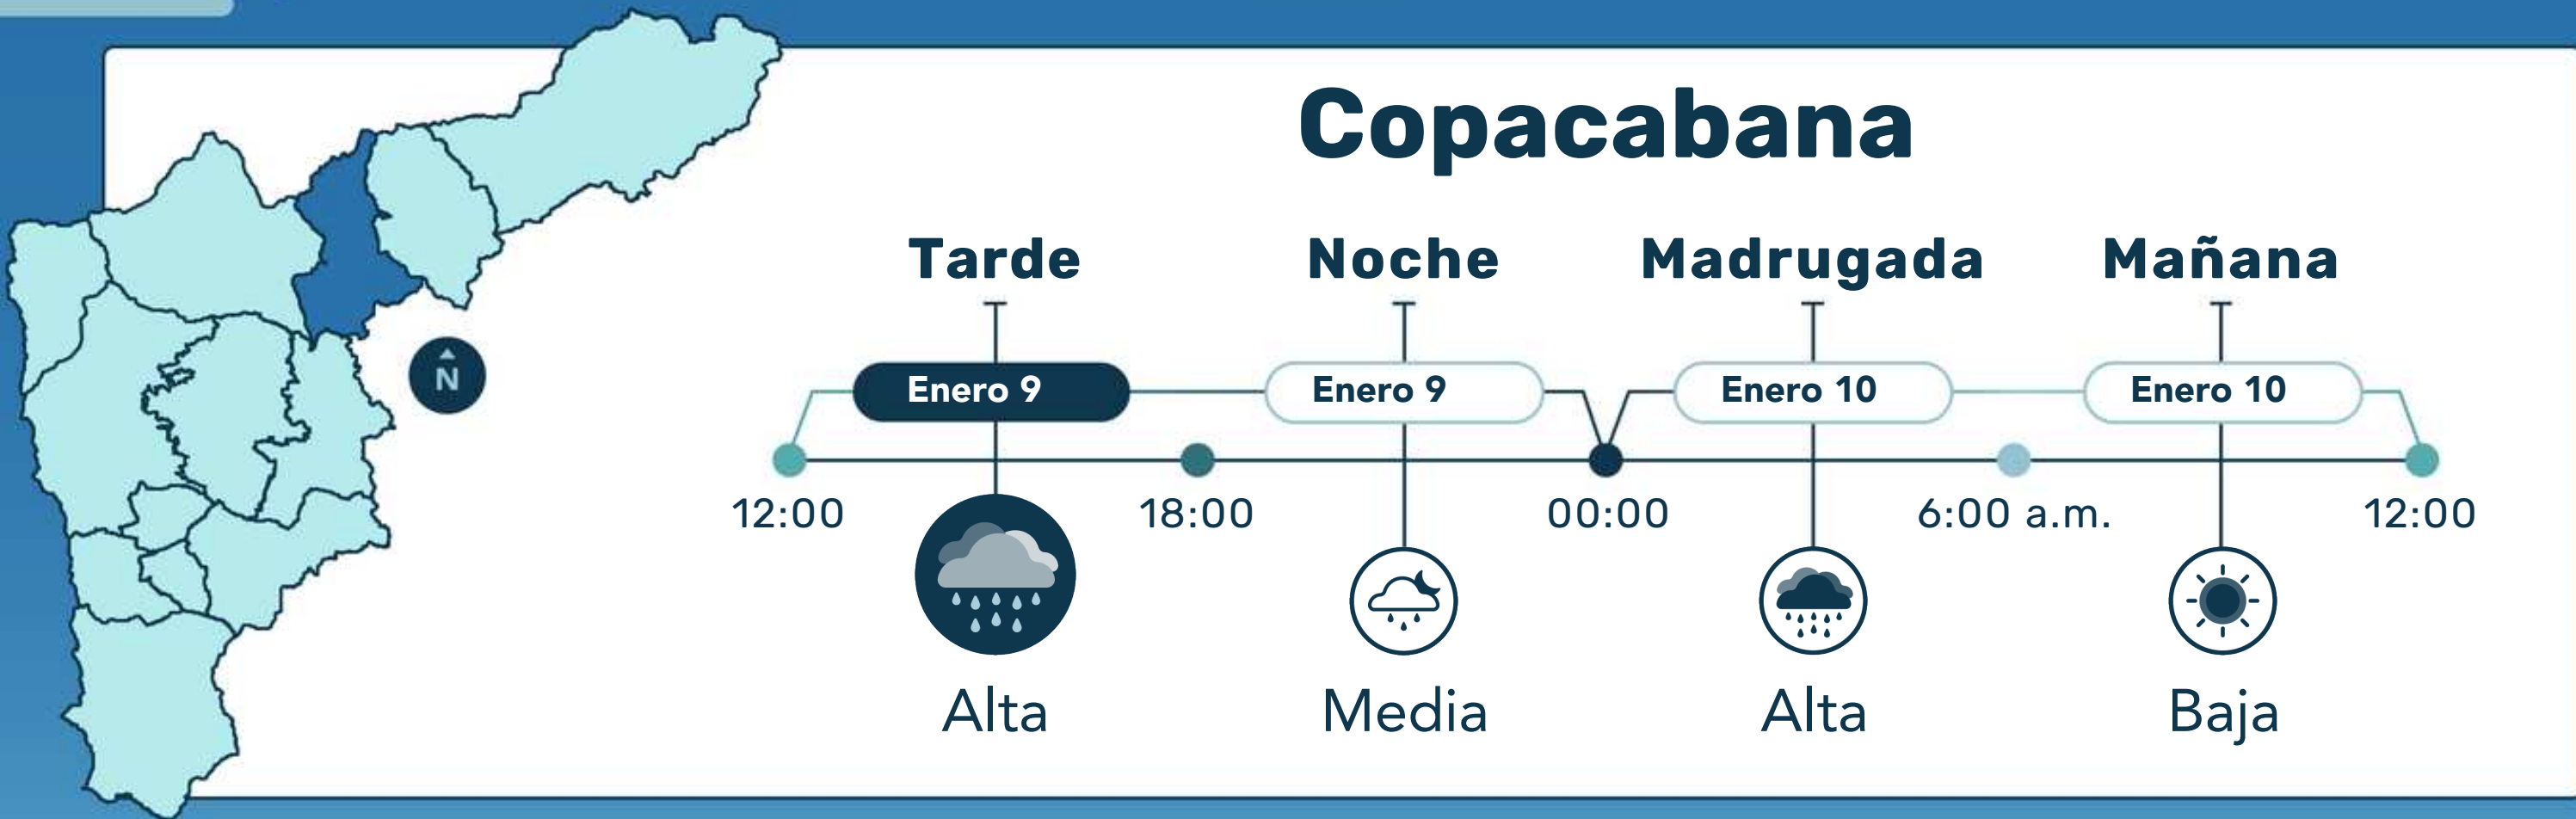 Copacabana
Tarde Noche Madrugada Mañana
Enero 9 Enero 9 Enero 10 Enero 10
N
12:00 18:00 00:00 6:00 a.m. 12:00
Alta Media Alta Baja